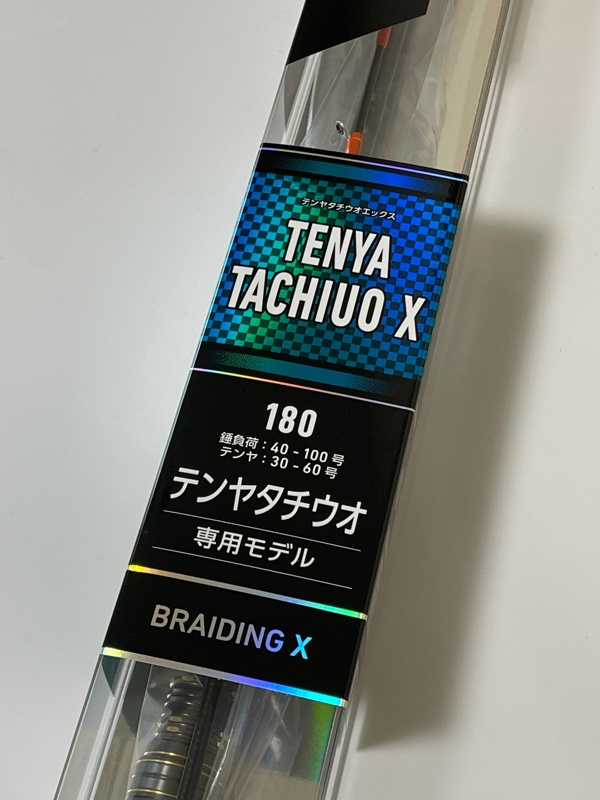 テンヤタチウオエックス
TENYA
TACHIUO X
180
錘負荷:40-100号
テンヤ:30-60号
テンヤタチウオ
専用モデル
BRAIDING X